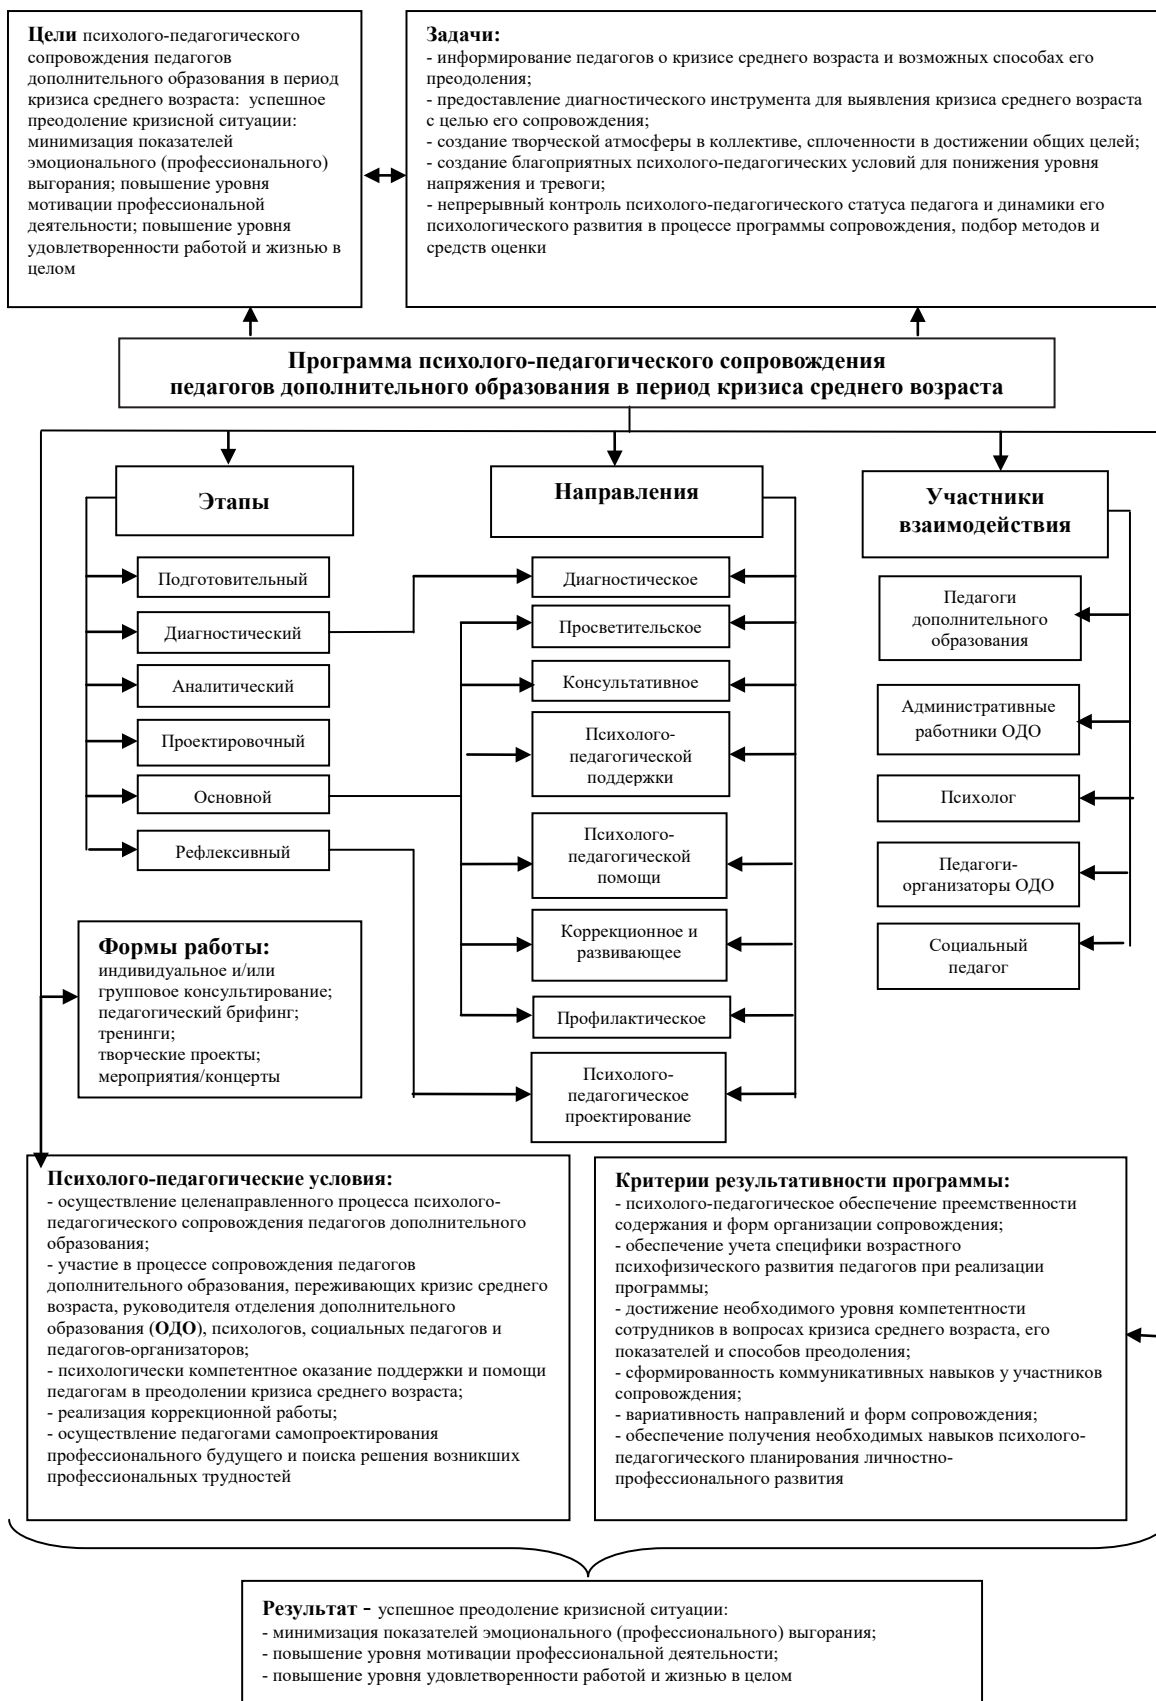 Цели психолого-педагогического
сопровождения педагогов
дополнительного образования в период
кризиса среднего возраста: успешное
преодоление кризисной ситуации:
минимизация показателей
эмоционального (профессионального)
выгорания; повышение уровня
мотивации профессиональной
деятельности; повышение уровня
удовлетворенности работой и жизнью в
целом
Задачи:
- информирование педагогов о кризисе среднего возраста и возможных способах его
преодоления;
- предоставление диагностического инструмента для выявления кризиса среднего возраста
с целью его сопровождения;
- создание творческой атмосферы в коллективе, сплоченности в достижении общих целей;
- создание благоприятных психолого-педагогических условий для понижения уровня
напряжения и тревоги;
- непрерывный контроль психолого-педагогического статуса педагога и динамики его
психологического развития в процессе программы сопровождения, подбор методов и
средств оценки
Программа психолого-педагогического сопровождения
педагогов дополнительного образования в период кризиса среднего возраста
Этапы
Подготовительный
Диагностический
Аналитический
Проектировочный
Основной
Рефлексивный
Направления
Диагностическое
Просветительское
Консультативное
Психолого-
педагогической
поддержки
Психолого-
педагогической
помощи
Коррекционное и
развивающее
Профилактическое
Психолого-
педагогическое
проектирование
Участники
взаимодействия
Педагоги
дополнительного
образования
Административные
работники ОДО
Психолог
Педагоги-
организаторы ОДО
Социальный
педагог
Формы работы:
индивидуальное и/или
групповое консультирование;
педагогический брифинг;
тренинги;
творческие проекты;
мероприятия/концерты
Психолого-педагогические условия:
- осуществление целенаправленного процесса психолого-
педагогического сопровождения педагогов дополнительного
образования;
- участие в процессе сопровождения педагогов
дополнительного образования, переживающих кризис среднего
возраста, руководителя отделения дополнительного
образования (ОДО), психологов, социальных педагогов и
педагогов-организаторов;
- психологически компетентное оказание поддержки и помощи
педагогам в преодолении кризиса среднего возраста;
- реализация коррекционной работы;
- осуществление педагогами самопроектирования
профессионального будущего и поиска решения возникших
профессиональных трудностей
Критерии результативности программы:
- психолого-педагогическое обеспечение преемственности
содержания и форм организации сопровождения;
- обеспечение учета специфики возрастного
психофизического развития педагогов при реализации
программы;
- достижение необходимого уровня компетентности
сотрудников в вопросах кризиса среднего возраста, его
показателей и способов преодоления;
- сформированность коммуникативных навыков у участников
сопровождения;
- вариативность направлений и форм сопровождения;
- обеспечение получения необходимых навыков психолого-
педагогического планирования личностно-
профессионального развития
Результат - успешное преодоление кризисной ситуации:
- минимизация показателей эмоционального (профессионального) выгорания;
- повышение уровня мотивации профессиональной деятельности;
- повышение уровня удовлетворенности работой и жизнью в целом